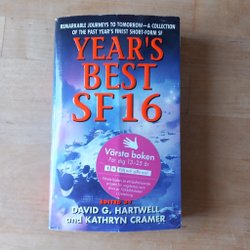 REMARKABLE JOURNEYS TO TOMORROW—A COLLECTION
OF THE PAST YEAR'S FINEST SHORT-FORM SF
YEAR'S
BEST
SF 16
Värsta boken
För dig 13-25 år
EDITED BY
DAVID G. HARTWELL
and KATHRYN CRAMER